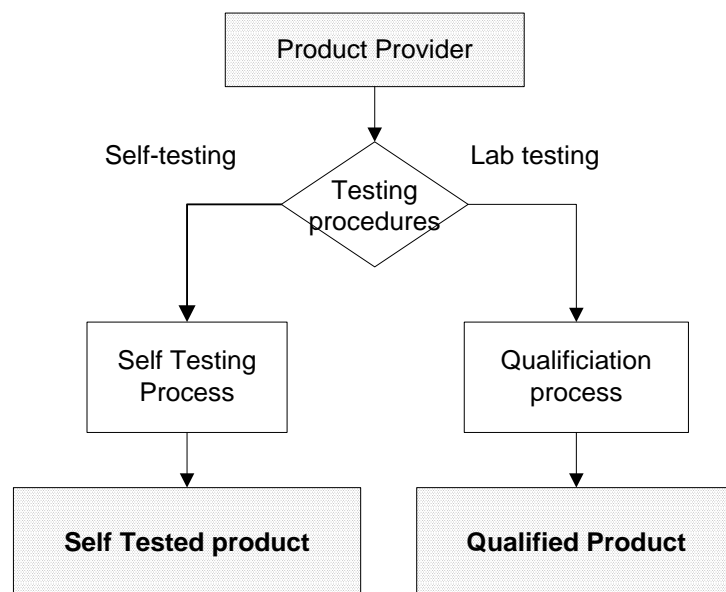 Product Provider
Self-testing
Lab testing
Testing
procedures
Self Testing
Process
Qualificiation
process
Self Tested product
Qualified Product